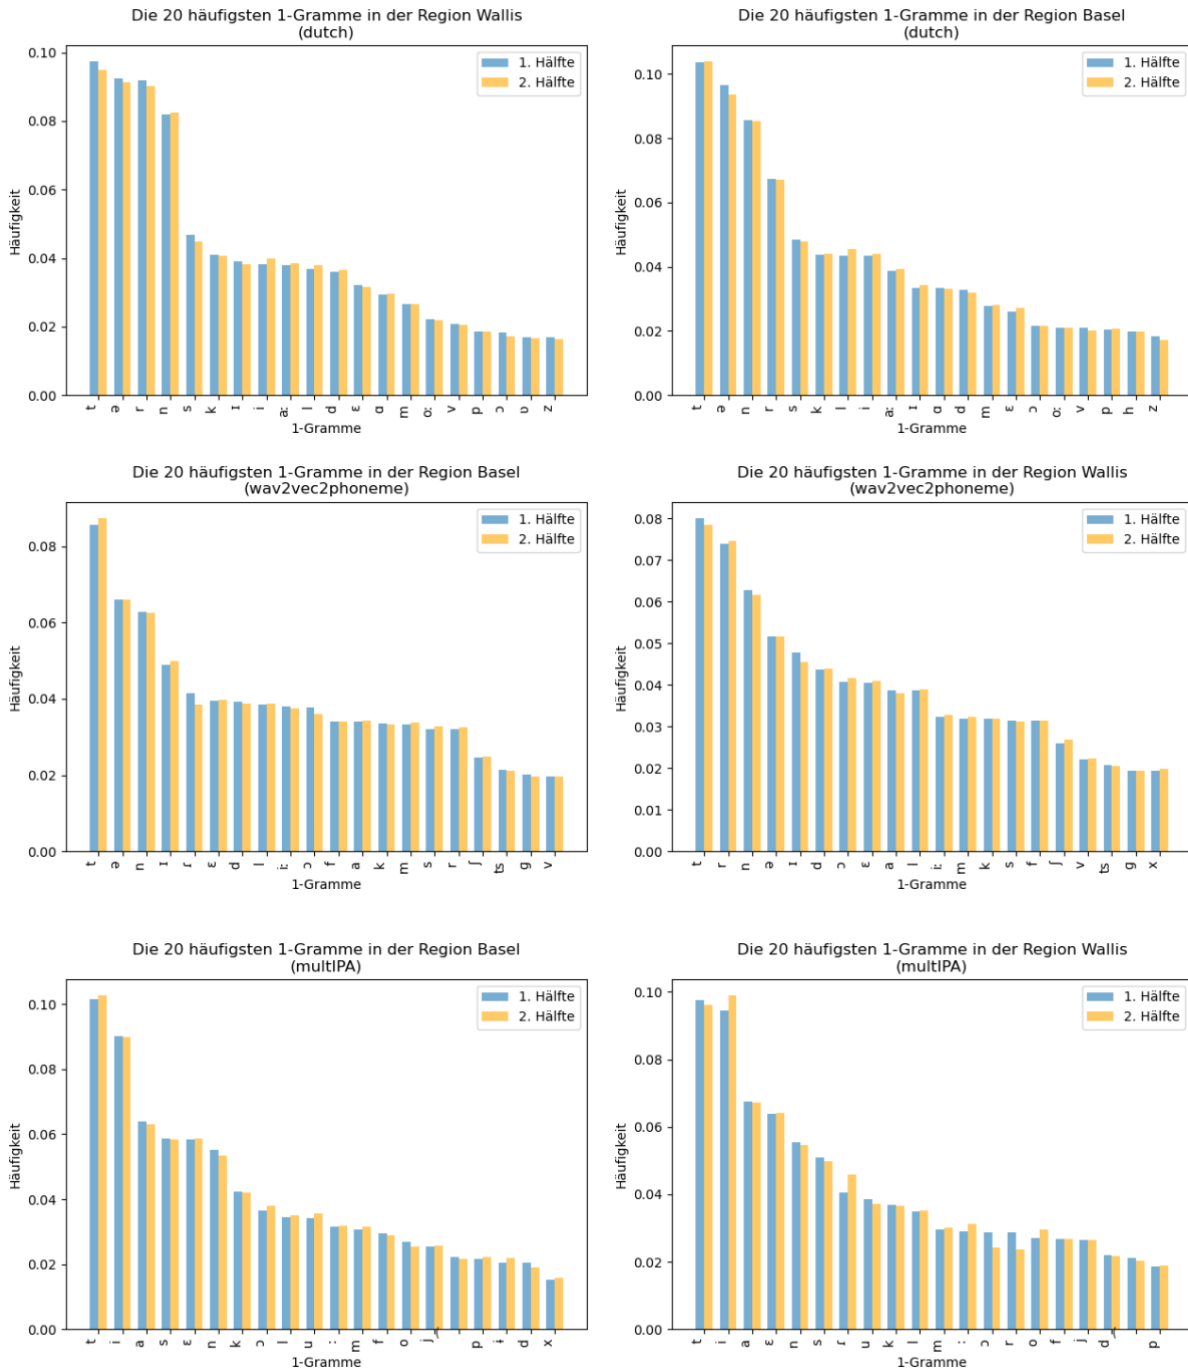 Die 20 häufigsten 1-Gramme in der Region Wallis
(dutch)
1. Hälfte
2. Hälfte
Häufigkeit
0.10
0.08
0.06
0.04
0.02
0.00
t ə r n s k ɪ i aː l d ɛ ɑ m oː v p ɔ ʋ z
1-Gramme
Die 20 häufigsten 1-Gramme in der Region Basel
(dutch)
1. Hälfte
2. Hälfte
Häufigkeit
0.10
0.08
0.06
0.04
0.02
0.00
t ə n r s k l i aː ɪ ɑ d m ɛ ɔ oː v p h z
1-Gramme
Die 20 häufigsten 1-Gramme in der Region Basel
(wav2vec2phoneme)
1. Hälfte
2. Hälfte
Häufigkeit
0.08
0.06
0.04
0.02
0.00
t ə n ɪ ɾ ɛ d l iː ɔ f a k m s r ʃ ts ɡ v
1-Gramme
Die 20 häufigsten 1-Gramme in der Region Wallis
(wav2vec2phoneme)
1. Hälfte
2. Hälfte
Häufigkeit
0.08
0.07
0.06
0.05
0.04
0.03
0.02
0.01
0.00
t r n ə ɪ d ɔ ɛ a l iː m k s f ʃ v ts ɡ x
1-Gramme
Die 20 häufigsten 1-Gramme in der Region Basel
(multIPA)
1. Hälfte
2. Hälfte
Häufigkeit
0.10
0.08
0.06
0.04
0.02
0.00
t i a s ɛ n k ɔ l u ː m f o j p ɨ d x
1-Gramme
Die 20 häufigsten 1-Gramme in der Region Wallis
(multIPA)
1. Hälfte
2. Hälfte
Häufigkeit
0.10
0.08
0.06
0.04
0.02
0.00
t i a ɛ n s ɾ u k l m ː ɔ r o f j d p
1-Gramme